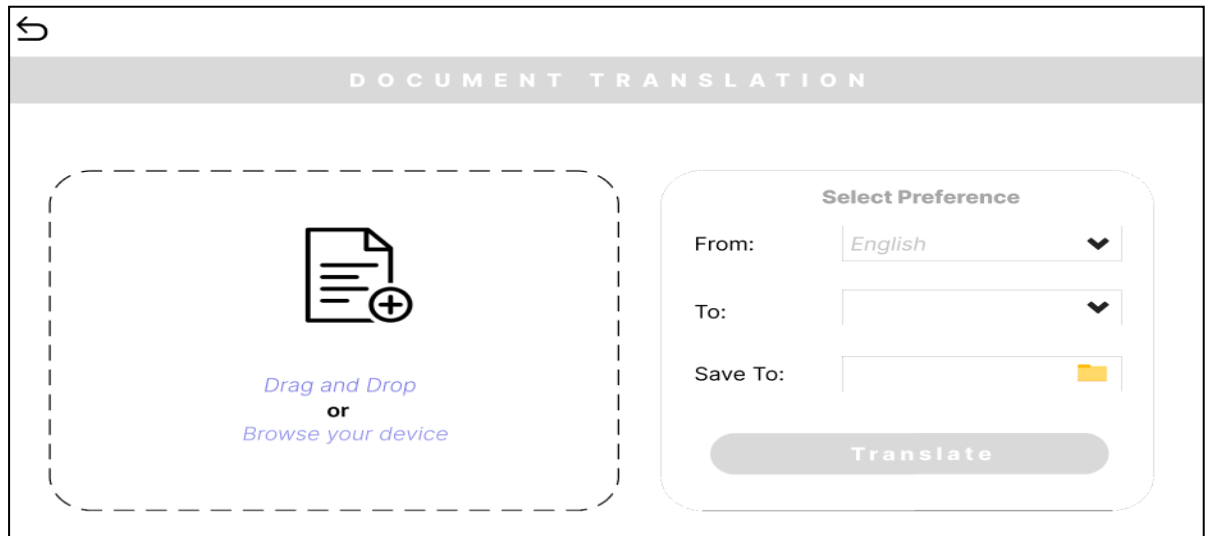 DOCUMENT TRANSLATION
Drag and Drop
or
Browse your device
Select Preference
From: English
To:
Save To:
Translate